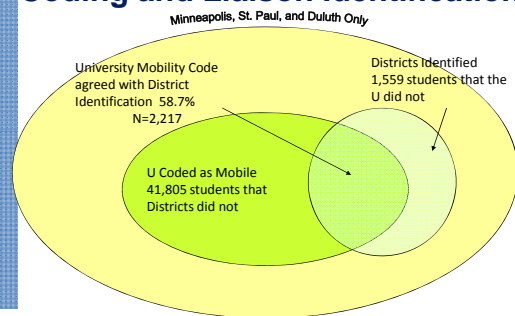 Minneapolis, St. Paul, and Duluth Only
University Mobility Code
agreed with District
Identification 58.7%
N=2,217
Districts Identified
1,559 students that the
U did not
U Coded as Mobile
41,805 students that
Districts did not